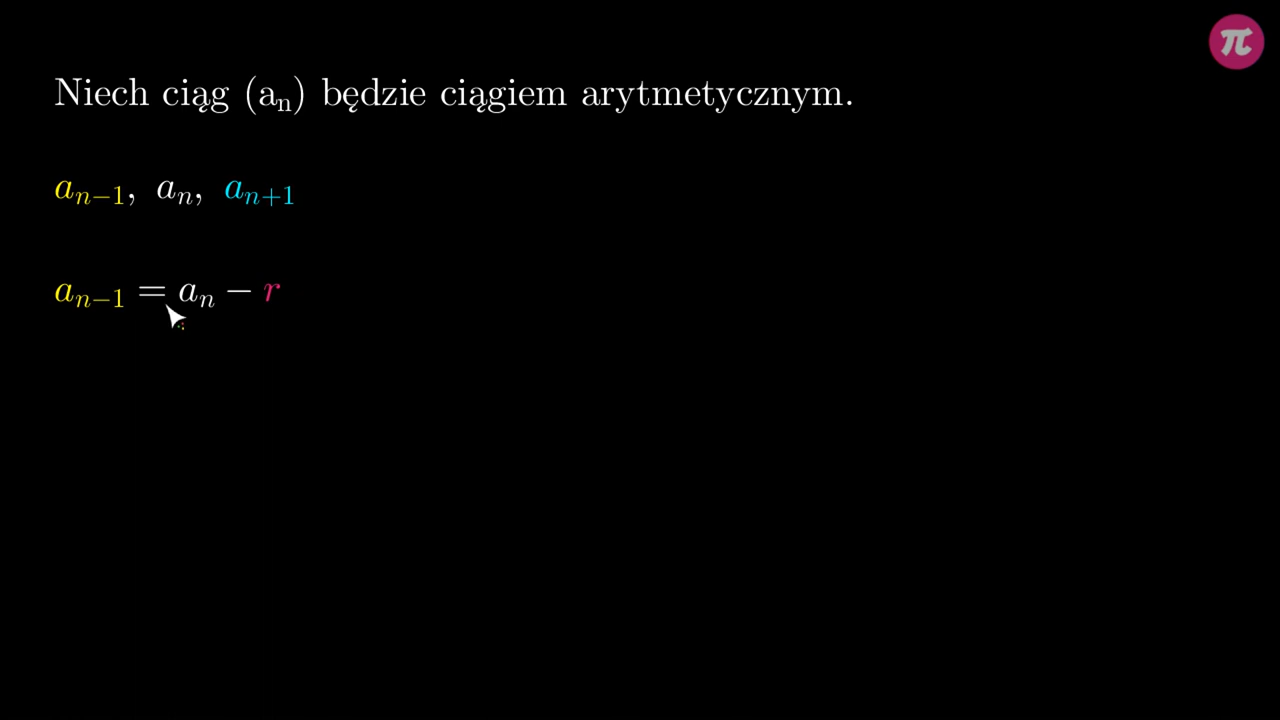 Niech ciąg (aₙ) będzie ciągiem arytmetycznym.
aₙ₋₁, aₙ, aₙ₊₁
aₙ₋₁ = aₙ − r
π